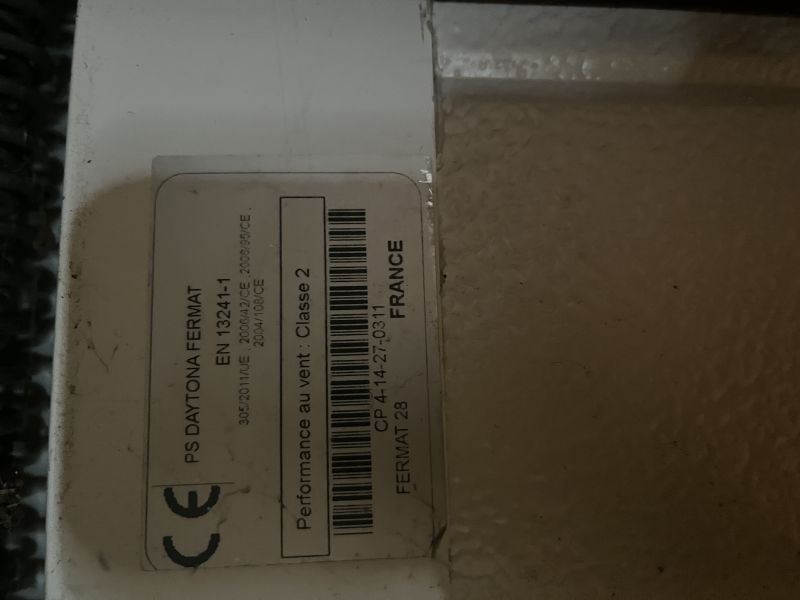 CE PS DAYTONA FERMAT
EN 13241-1
305/2011/UE , 2006/42/CE , 2006/95/CE ,
2004/108/CE
Performance au vent : Classe 2
CP 4-14-27-0311
FERMAT 28 FRANCE